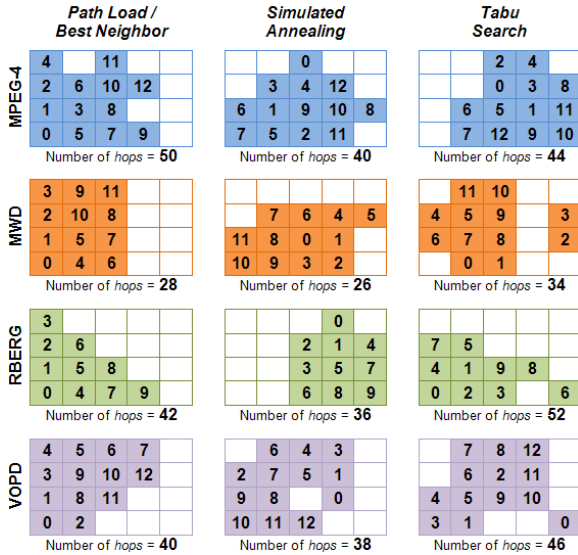 Path Load / Simulated Tabu
Best Neighbor Annealing Search
MPEG-4
4 11 0 2 4
2 6 10 12 3 4 12 0 3 8
1 3 8 6 1 9 10 8 6 5 1 11
0 5 7 9 7 5 2 11 7 12 9 10
Number of hops = 50 Number of hops = 40 Number of hops = 44
MWD
3 9 11 11 10
2 10 8 7 6 4 5 4 5 9 3
1 5 7 11 8 0 1 6 7 8 2
0 4 6 10 9 3 2 0 1
Number of hops = 28 Number of hops = 26 Number of hops = 34
RBERG
3 0
2 6 2 1 4 7 5
1 5 8 3 5 7 4 1 9 8
0 4 7 9 6 8 9 0 2 3 6
Number of hops = 42 Number of hops = 36 Number of hops = 52
VOPD
4 5 6 7 6 4 3 7 8 12
3 9 10 12 2 7 5 1 6 2 11
1 8 11 9 8 0 4 5 9 10
0 2 10 11 12 3 1 0
Number of hops = 40 Number of hops = 38 Number of hops = 46